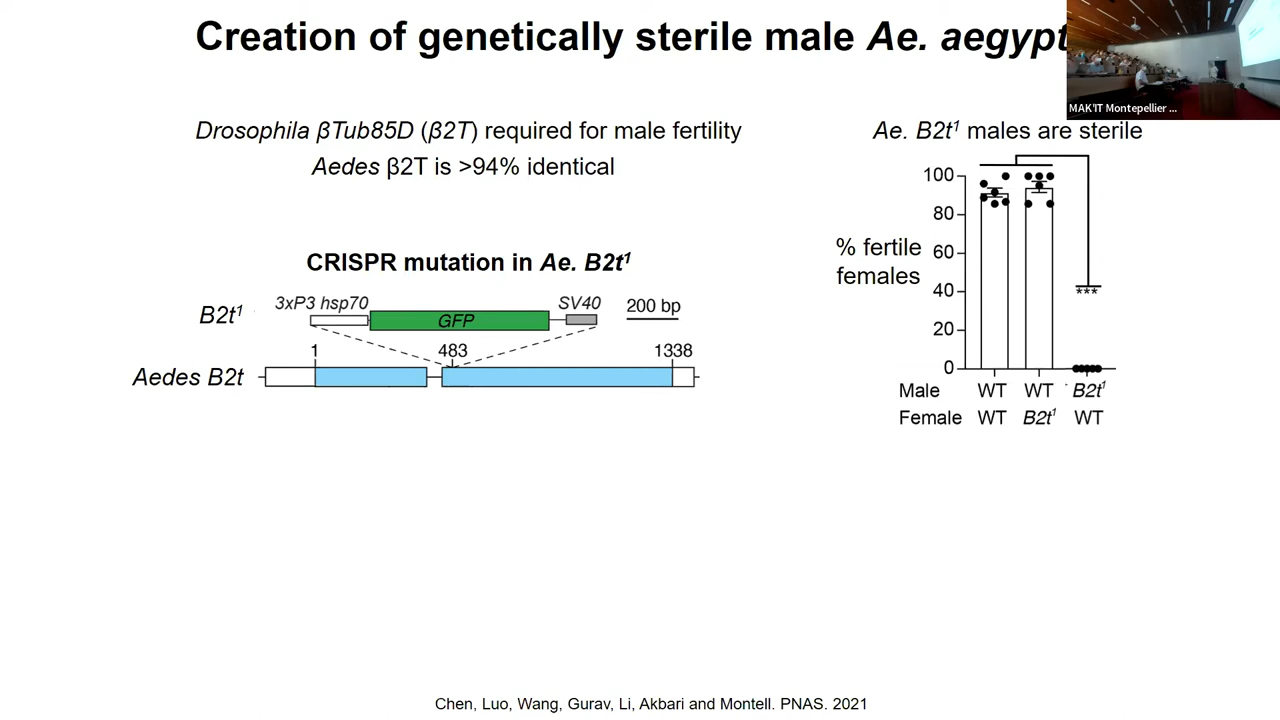 Creation of genetically sterile male Ae. aegypt
MAK'IT Montepellier ...
Drosophila βTub85D (β2T) required for male fertility
Aedes β2T is >94% identical
Ae. B2t¹ males are sterile
CRISPR mutation in Ae. B2t¹
B2t¹
3xP3 hsp70
GFP
SV40
200 bp
1
483
1338
Aedes B2t
% fertile
females
100
80
60
40
20
0
***
Male WT WT B2t¹
Female WT B2t¹ WT
Chen, Luo, Wang, Gurav, Li, Akbari and Montell. PNAS. 2021